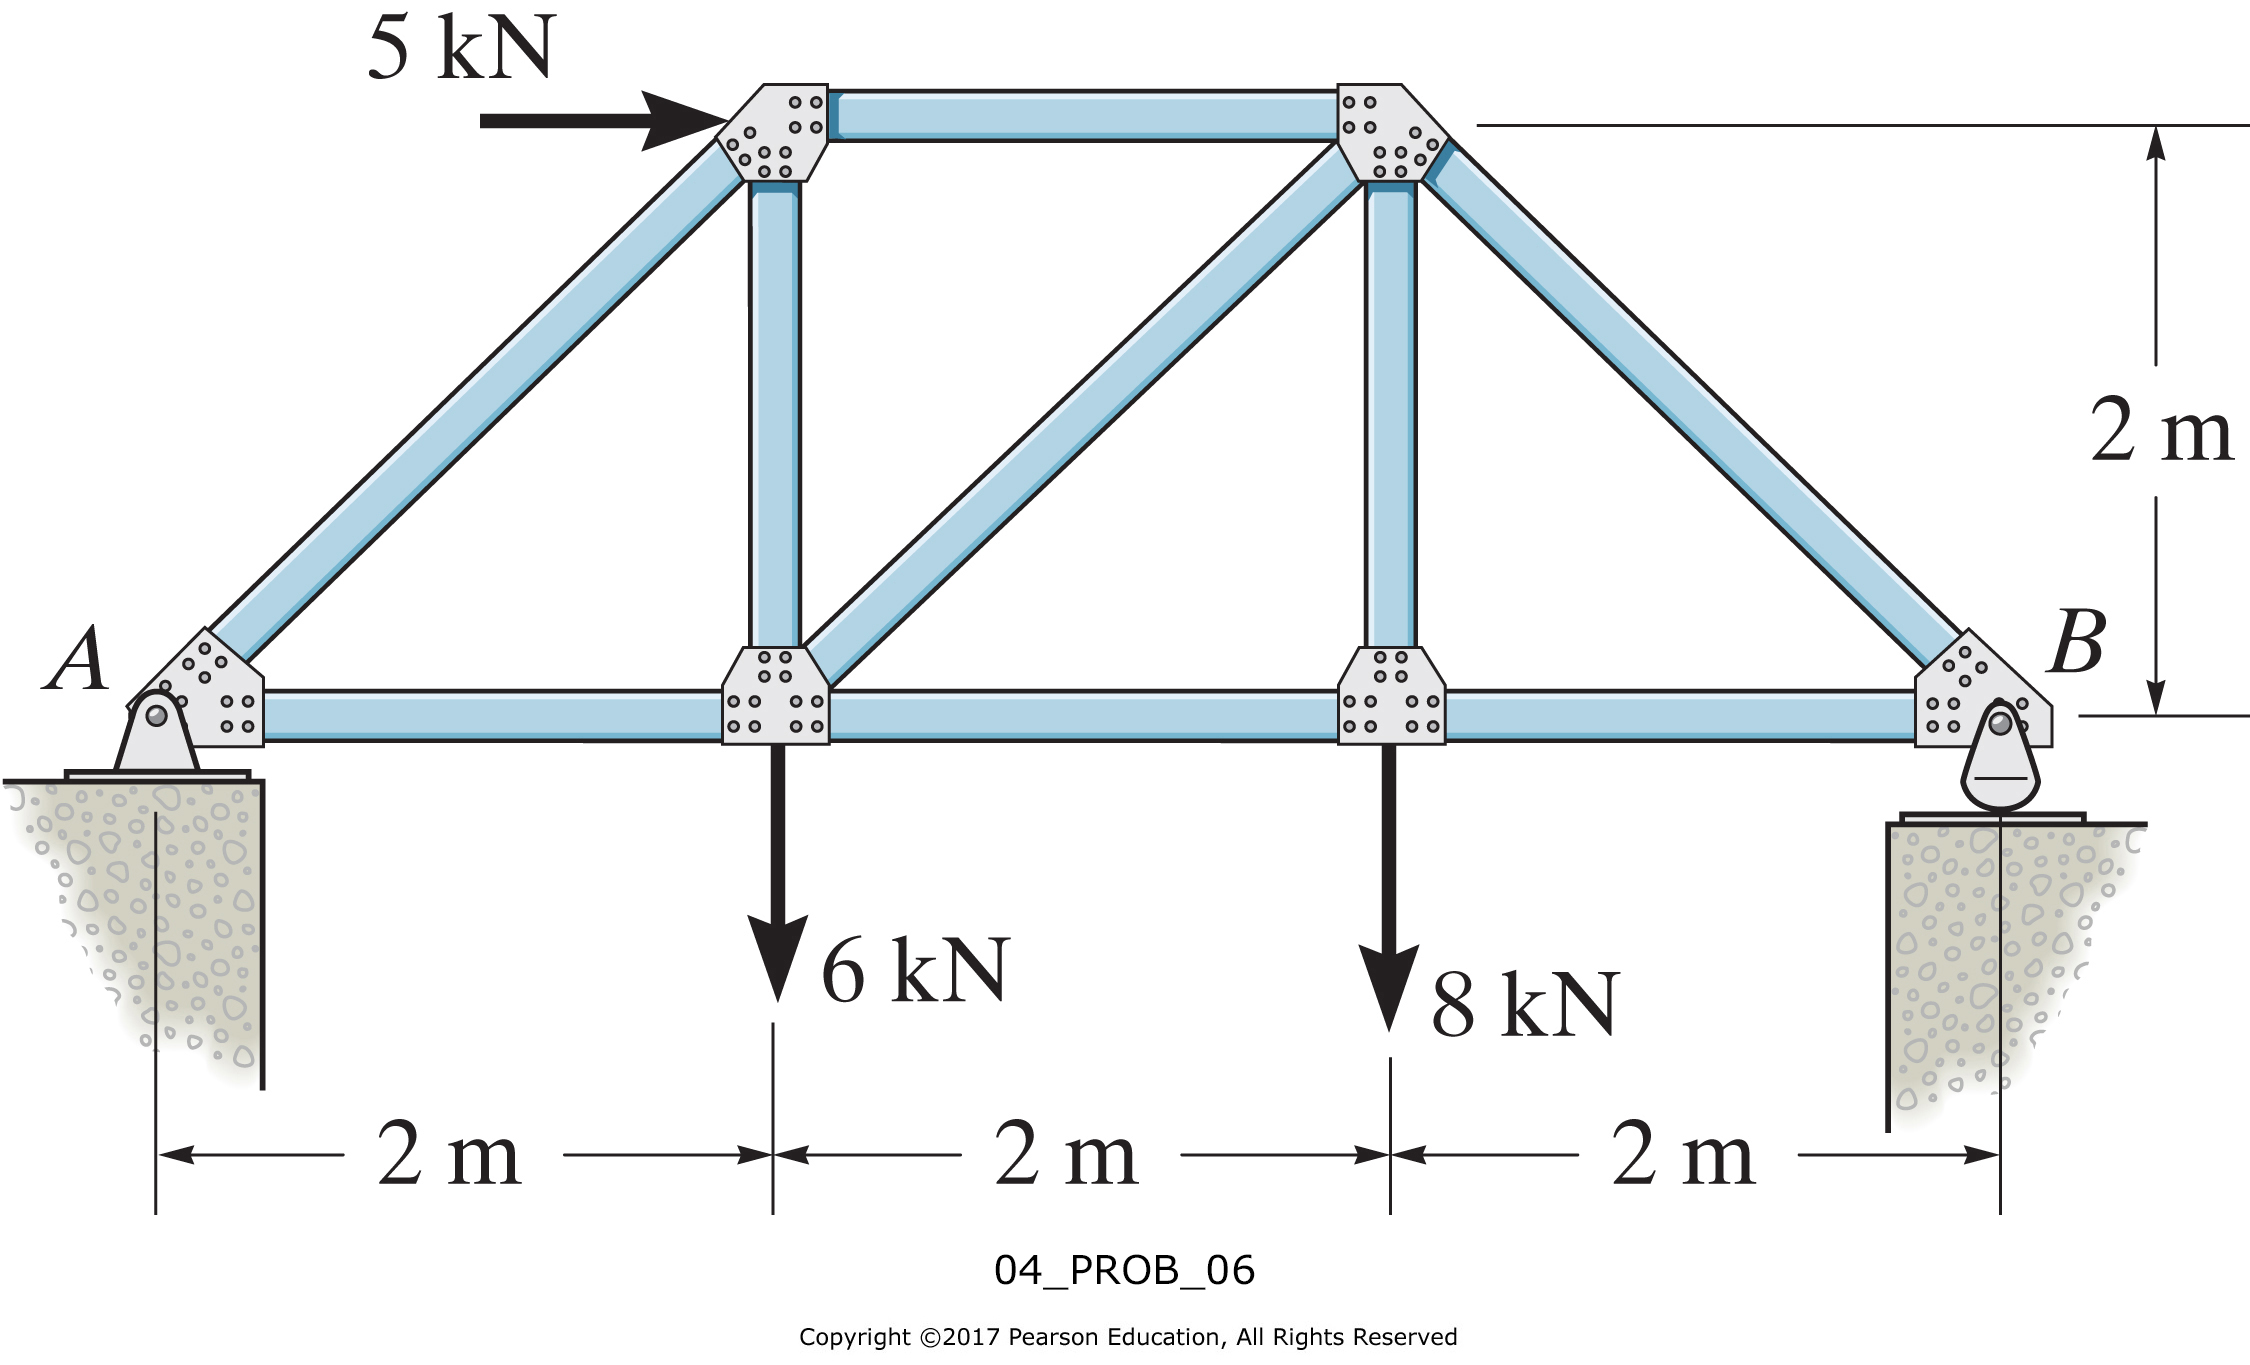 5 kN
2 m
A
B
6 kN
8 kN
2 m
2 m
2 m
04_PROB_06
Copyright ©2017 Pearson Education, All Rights Reserved